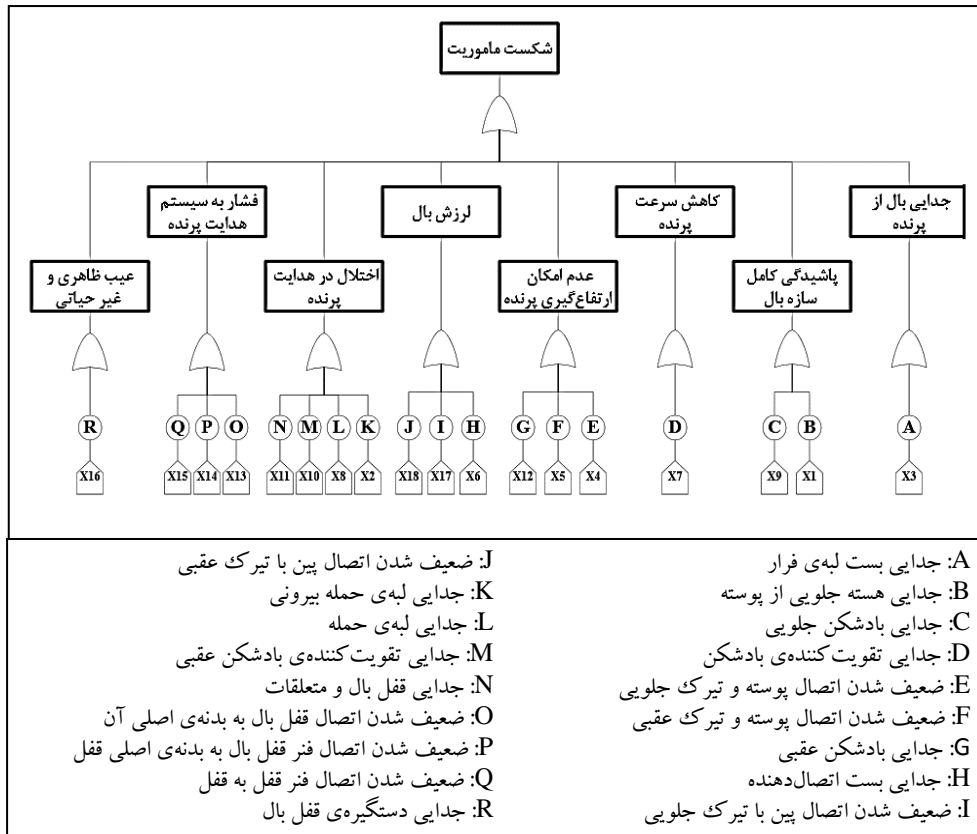 شکست ماموریت
جدایی بال از
پرنده
پاشیدگی کامل
سازه بال
کاهش سرعت
پرنده
عدم امکان
ارتفاع‌گیری پرنده
لرزش بال
اختلال در هدایت
پرنده
فشار به سیستم
هدایت پرنده
عیب ظاهری و
غیر حیاتی
R Q P O N M L K J I H G F E D C B A
X16 X15 X14 X13 X11 X10 X8 X2 X18 X17 X6 X12 X5 X4 X7 X9 X1 X3
A: جدایی بست لبه‌ی فرار
B: جدایی هسته جلویی از پوسته
C: جدایی بادشکن جلویی
D: جدایی تقویت‌کننده‌ی بادشکن
E: ضعیف شدن اتصال پوسته و تیرک جلویی
F: ضعیف شدن اتصال پوسته و تیرک عقبی
G: جدایی بادشکن عقبی
H: جدایی بست اتصال‌دهنده
I: ضعیف شدن اتصال پین با تیرک جلویی
J: ضعیف شدن اتصال پین با تیرک عقبی
K: جدایی لبه‌ی حمله بیرونی
L: جدایی لبه‌ی حمله
M: جدایی تقویت‌کننده‌ی بادشکن عقبی
N: جدایی قفل بال و متعلقات
O: ضعیف شدن اتصال قفل بال به بدنه‌ی اصلی آن
P: ضعیف شدن اتصال فنر قفل بال به بدنه‌ی اصلی قفل
Q: ضعیف شدن اتصال فنر قفل به قفل
R: جدایی دستگیره‌ی قفل بال